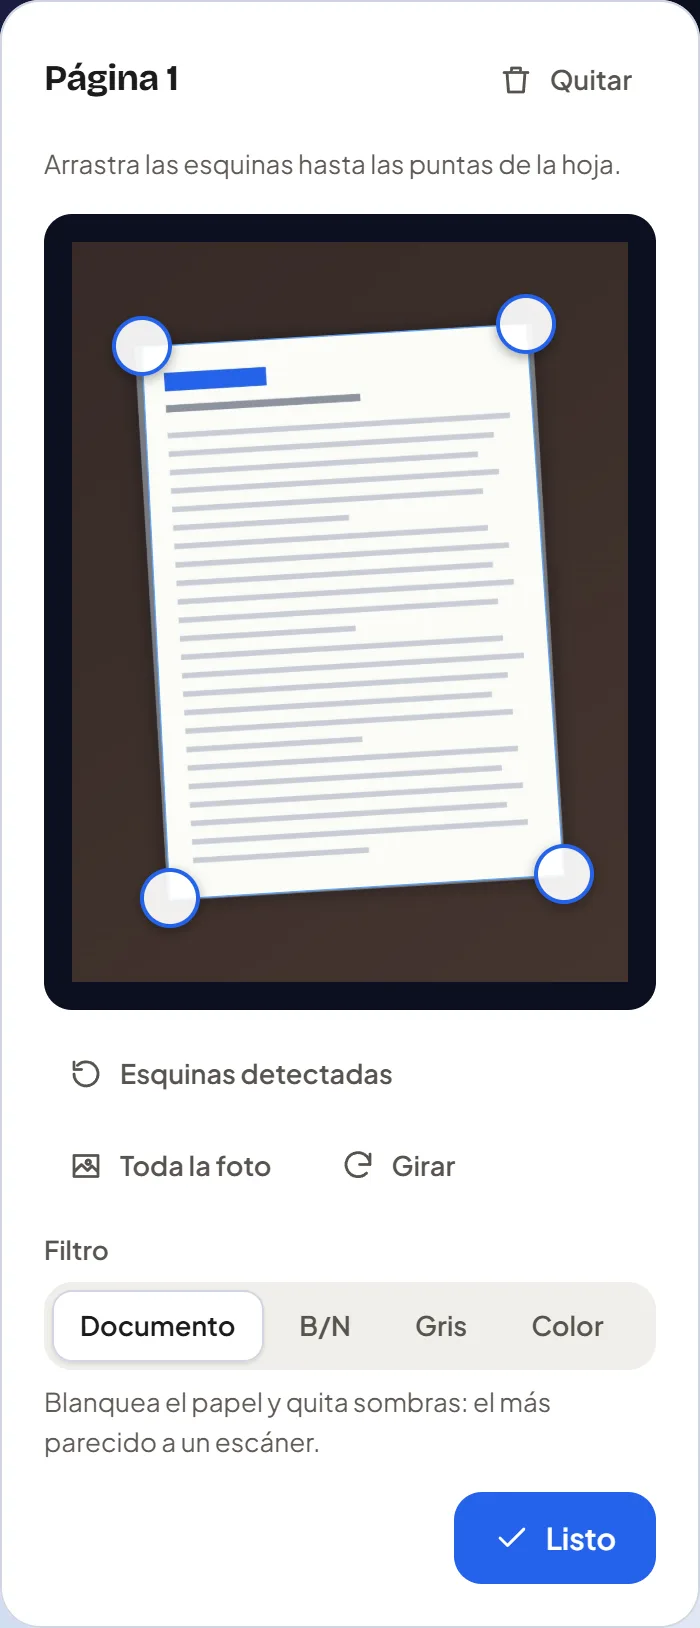 Página 1
Quitar
Arrastra las esquinas hasta las puntas de la hoja.
Esquinas detectadas
Toda la foto
Girar
Filtro
Documento
B/N
Gris
Color
Blanquea el papel y quita sombras: el más
parecido a un escáner.
Listo